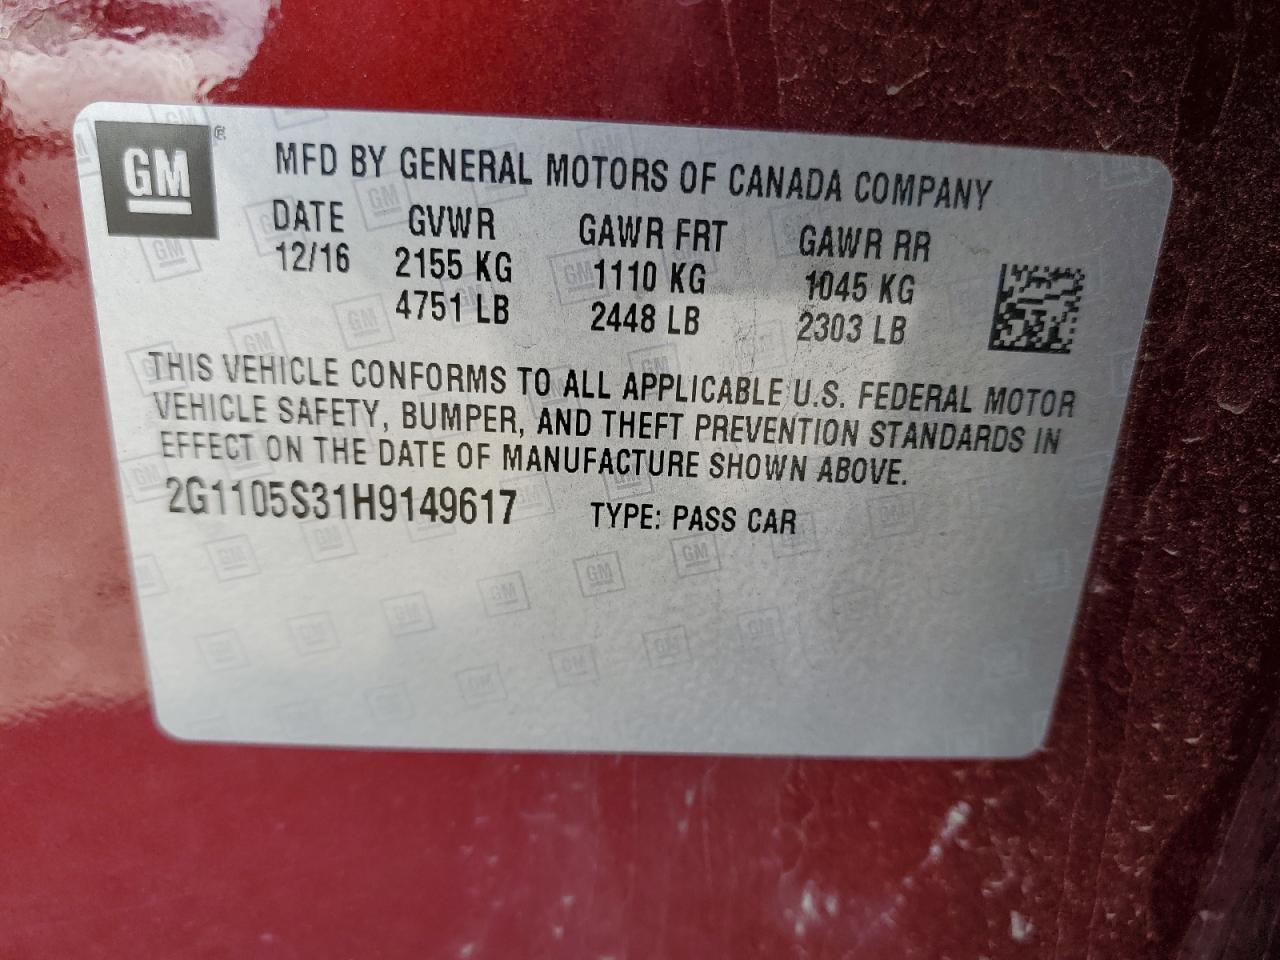 GM ®
MFD BY GENERAL MOTORS OF CANADA COMPANY
DATE GVWR GAWR FRT GAWR RR
12/16 2155 KG 1110 KG 1045 KG
4751 LB 2448 LB 2303 LB
THIS VEHICLE CONFORMS TO ALL APPLICABLE U.S. FEDERAL MOTOR
VEHICLE SAFETY, BUMPER, AND THEFT PREVENTION STANDARDS IN
EFFECT ON THE DATE OF MANUFACTURE SHOWN ABOVE.
2G1105S31H9149617 TYPE: PASS CAR